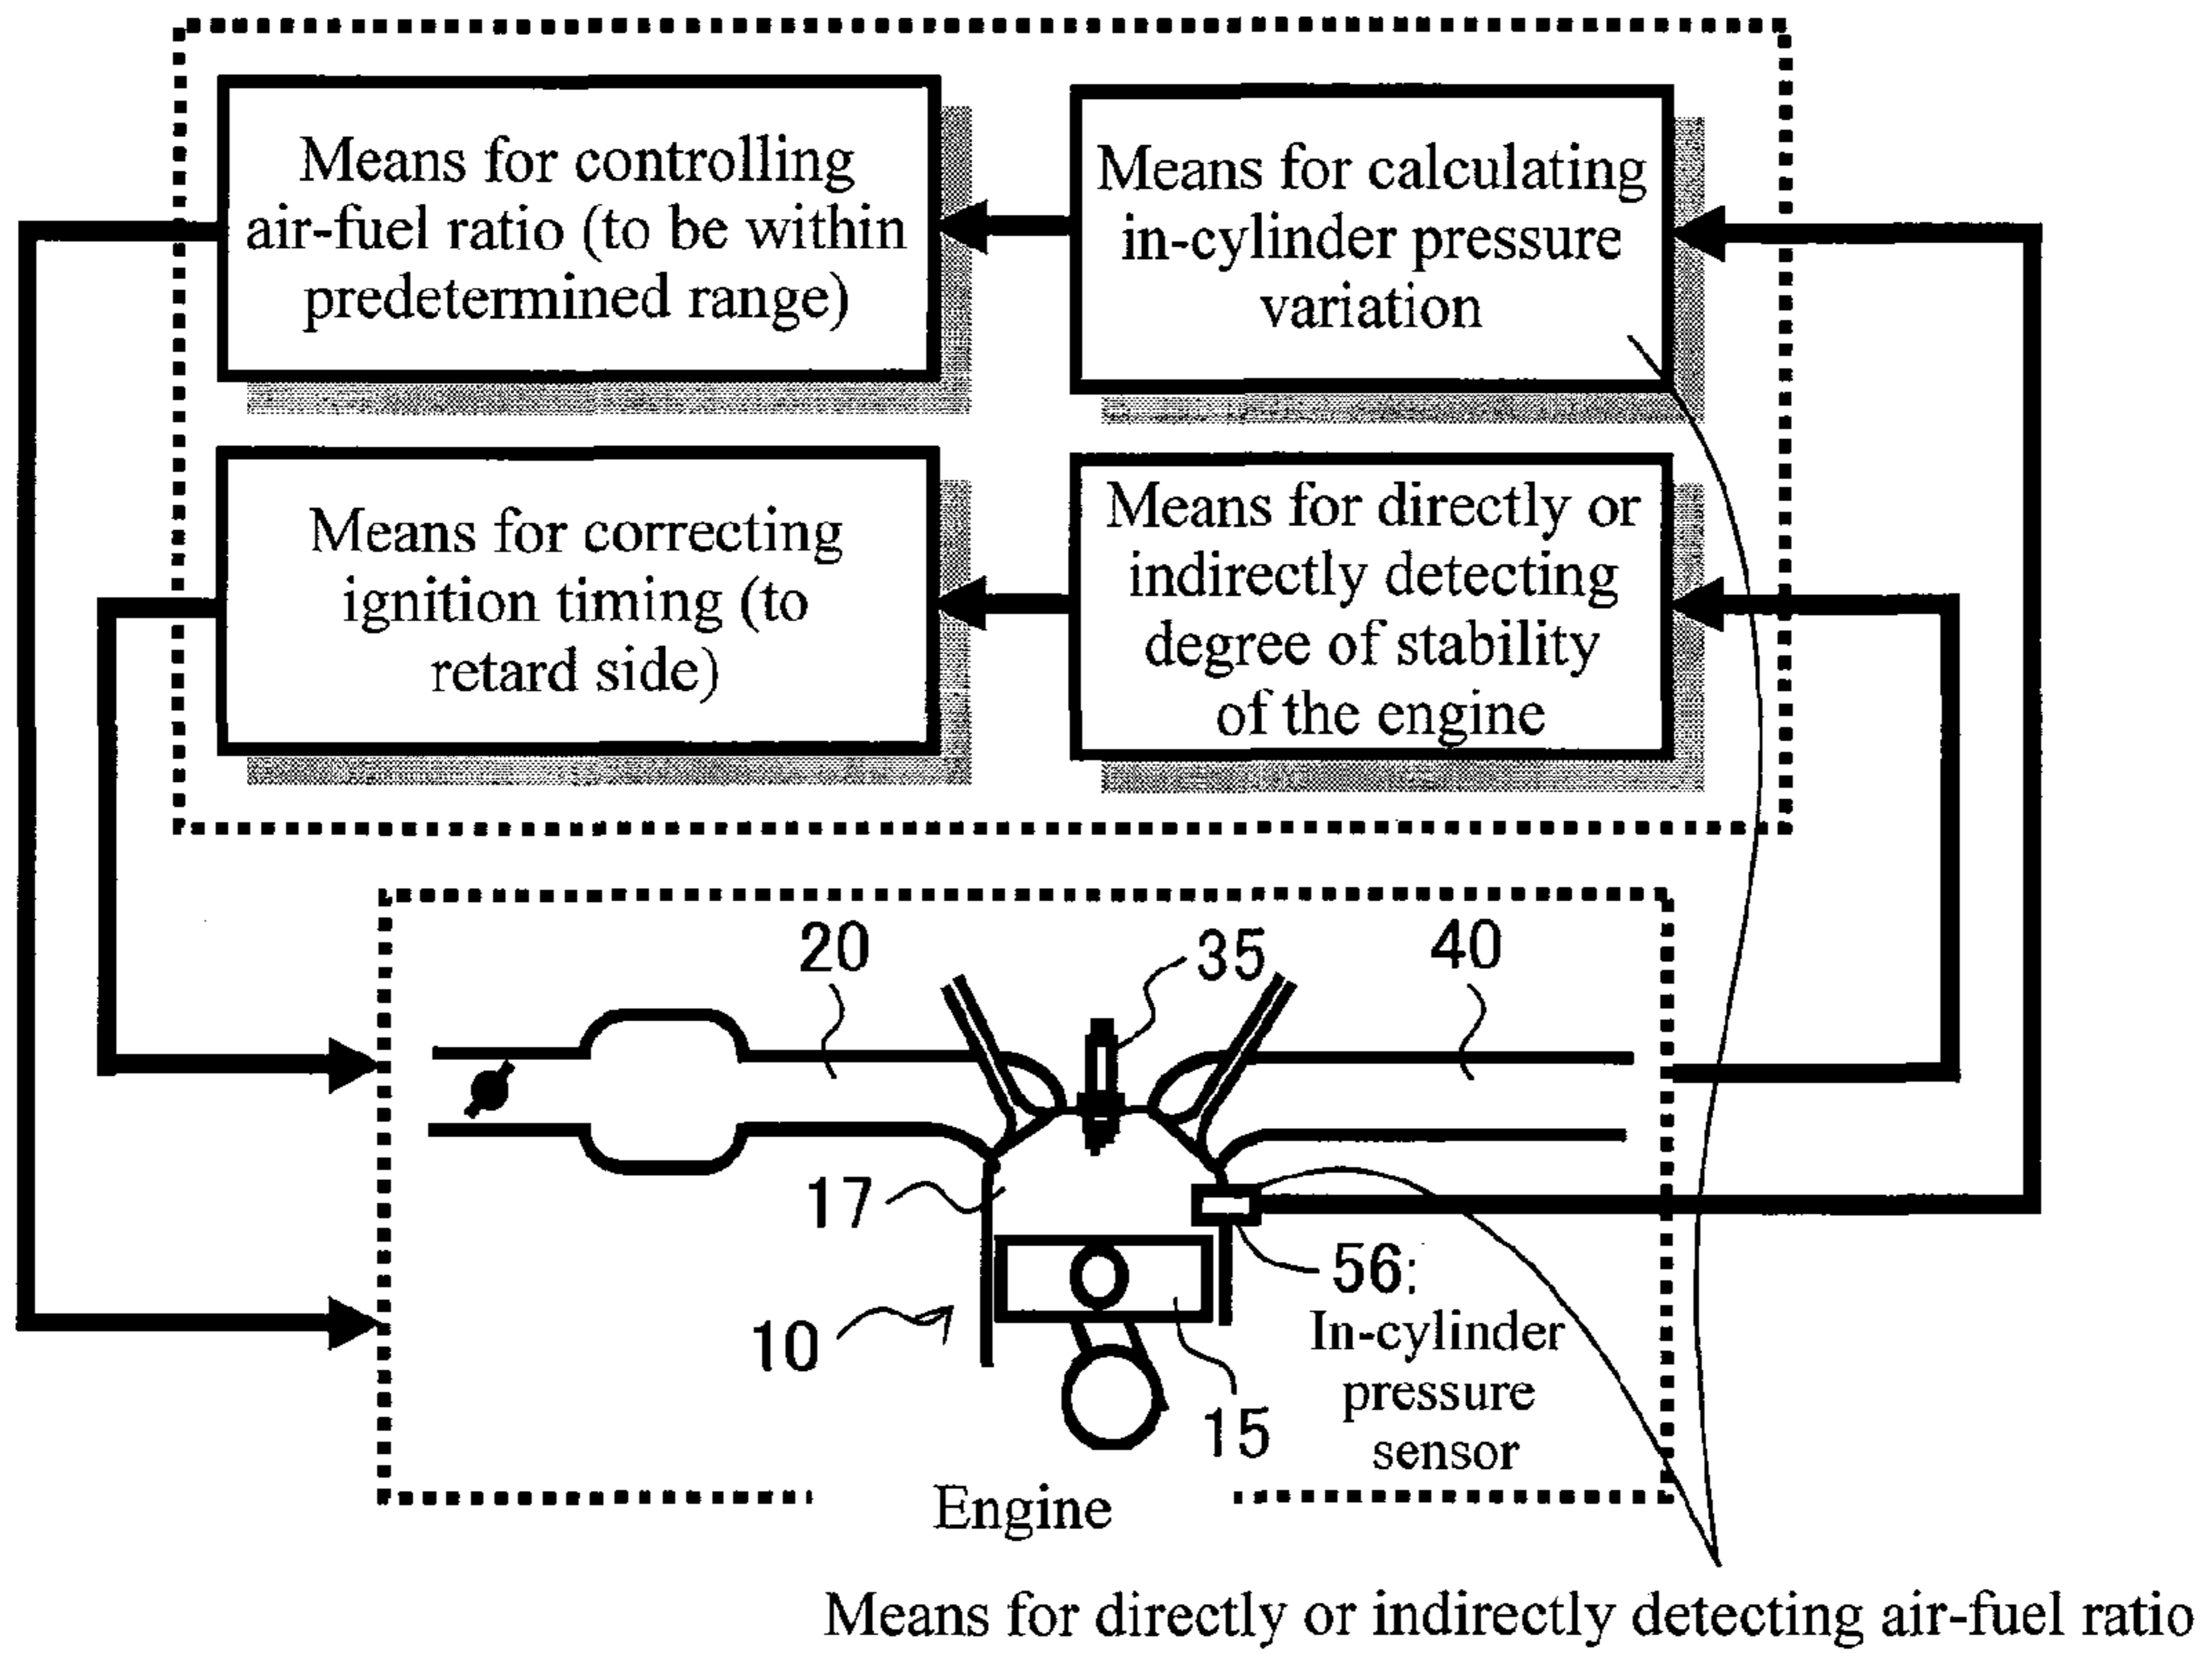 Means for controlling
air-fuel ratio (to be within
predetermined range)
Means for calculating
in-cylinder pressure
variation
Means for correcting
ignition timing (to
retard side)
Means for directly or
indirectly detecting
degree of stability
of the engine
20
35
40
17
56:
In-cylinder
pressure
sensor
10
15
Engine
Means for directly or indirectly detecting air-fuel ratio